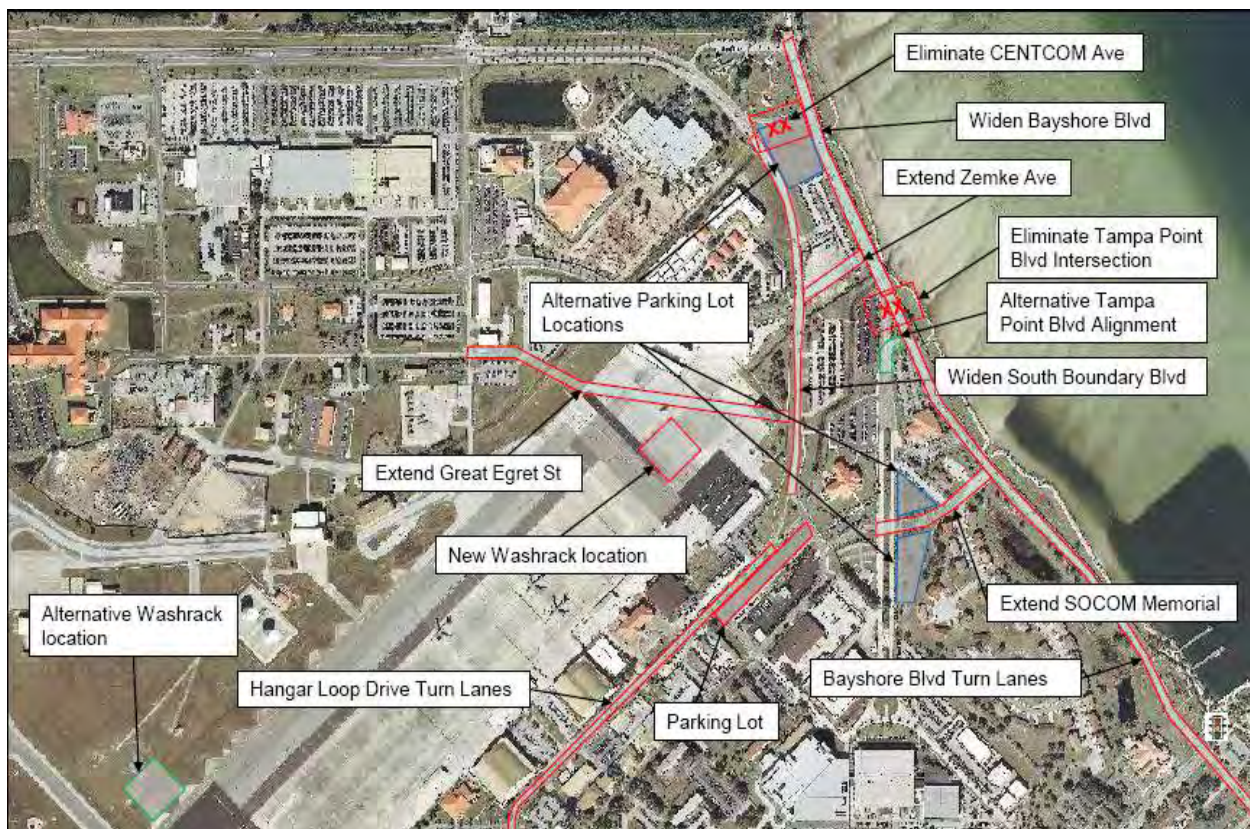 Eliminate CENTCOM Ave
XX
Widen Bayshore Blvd
Extend Zemke Ave
Eliminate Tampa Point
Blvd Intersection
Alternative Parking Lot
Locations
XX
Alternative Tampa
Point Blvd Alignment
Widen South Boundary Blvd
Extend Great Egret St
New Washrack location
Extend SOCOM Memorial
Alternative Washrack
location
Hangar Loop Drive Turn Lanes
Bayshore Blvd Turn Lanes
Parking Lot